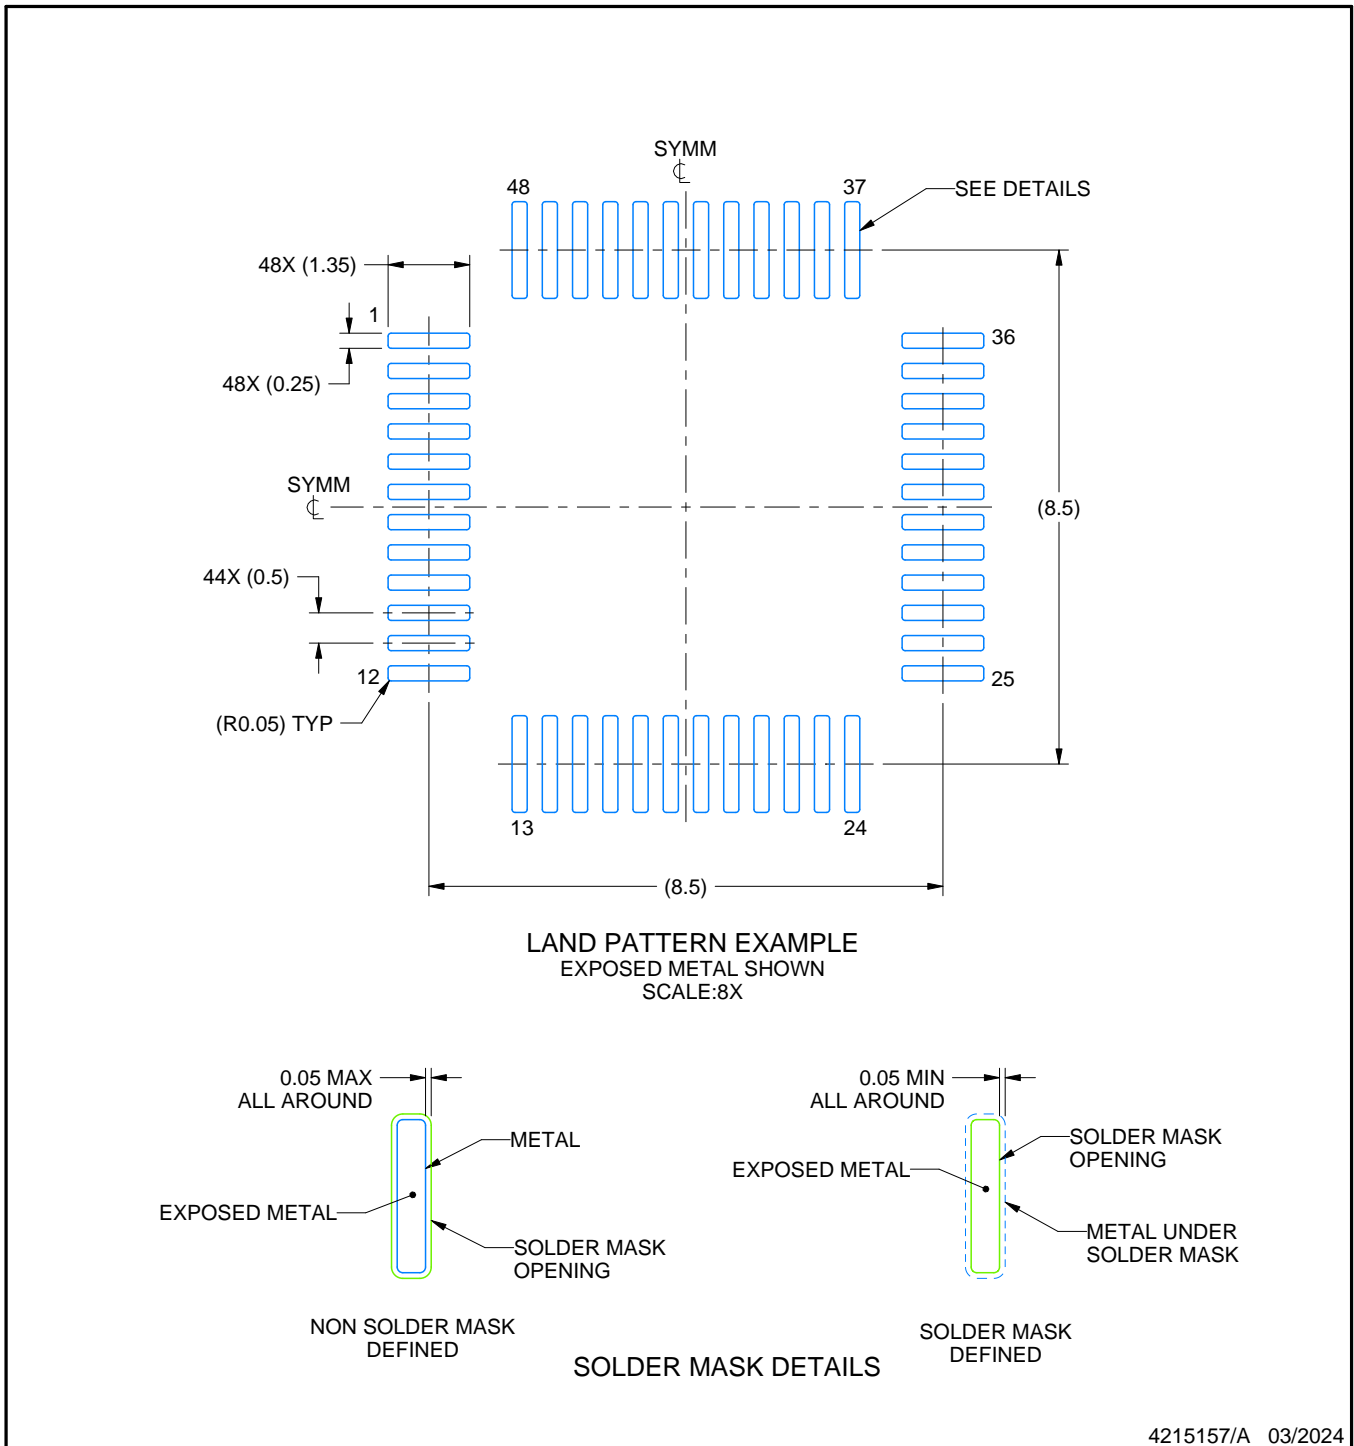 SYMM
℄
48
37
SEE DETAILS
48X (1.35)
1
36
48X (0.25)
SYMM
℄
(8.5)
44X (0.5)
12
25
(R0.05) TYP
13
24
(8.5)
LAND PATTERN EXAMPLE
EXPOSED METAL SHOWN
SCALE:8X
0.05 MAX
ALL AROUND
METAL
EXPOSED METAL
SOLDER MASK
OPENING
NON SOLDER MASK
DEFINED
0.05 MIN
ALL AROUND
SOLDER MASK
OPENING
EXPOSED METAL
METAL UNDER
SOLDER MASK
SOLDER MASK
DEFINED
SOLDER MASK DETAILS
4215157/A 03/2024